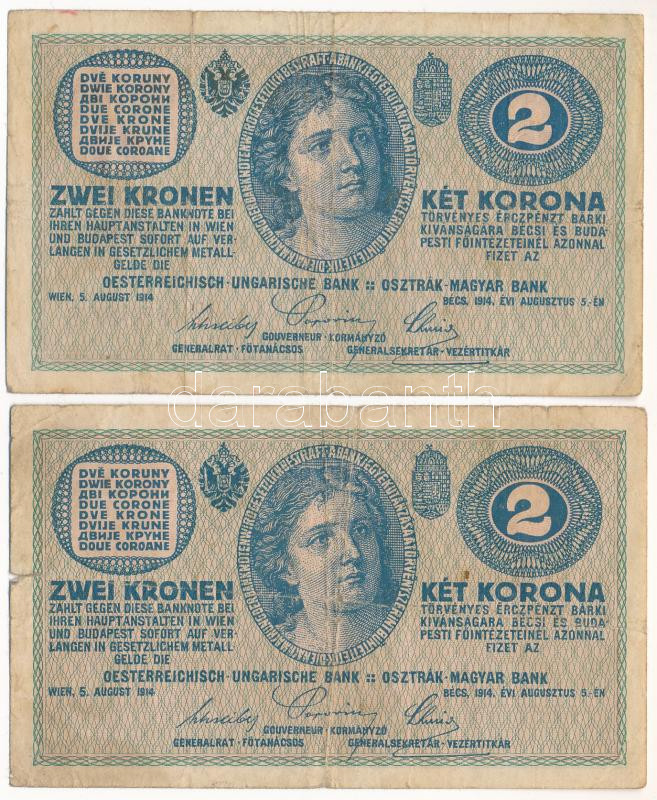 DVĚ KORUNY
DWIE KORONY
ДВІ КОРОНИ
DUE CORONE
DVE KRONE
DVIJE KRUNE
ДВИЈЕ КРУНЕ
DOUE COROANE
2
ZWEI KRONEN
ZAHLT GEGEN DIESE BANKNOTE BEI
IHREN HAUPTANSTALTEN IN WIEN
UND BUDAPEST SOFORT AUF VER-
LANGEN IN GESETZLICHEM METALL-
GELDE DIE
KÉT KORONA
TÖRVÉNYES ÉRCZPÉNZT BÁRKI
KIVÁNSÁGÁRA BÉCSI ÉS BUDA-
PESTI FŐINTÉZETEINÉL AZONNAL
FIZET AZ
OESTERREICHISCH-UNGARISCHE BANK :: OSZTRÁK-MAGYAR BANK
WIEN, 5. AUGUST 1914
BÉCS, 1914. ÉVI AUGUSTUS 5.-ÉN
GOUVERNEUR · KORMÁNYZÓ
GENERALRAT · FŐTANÁCSOS
GENERALSEKRETÄR · VEZÉRTITKÁR
darabanth
DVĚ KORUNY
DWIE KORONY
ДВІ КОРОНИ
DUE CORONE
DVE KRONE
DVIJE KRUNE
ДВИЈЕ КРУНЕ
DOUE COROANE
2
ZWEI KRONEN
ZAHLT GEGEN DIESE BANKNOTE BEI
IHREN HAUPTANSTALTEN IN WIEN
UND BUDAPEST SOFORT AUF VER-
LANGEN IN GESETZLICHEM METALL-
GELDE DIE
KÉT KORONA
TÖRVÉNYES ÉRCZPÉNZT BÁRKI
KIVÁNSÁGÁRA BÉCSI ÉS BUDA-
PESTI FŐINTÉZETEINÉL AZONNAL
FIZET AZ
OESTERREICHISCH-UNGARISCHE BANK :: OSZTRÁK-MAGYAR BANK
WIEN, 5. AUGUST 1914
BÉCS, 1914. ÉVI AUGUSTUS 5.-ÉN
GOUVERNEUR · KORMÁNYZÓ
GENERALRAT · FŐTANÁCSOS
GENERALSEKRETÄR · VEZÉRTITKÁR